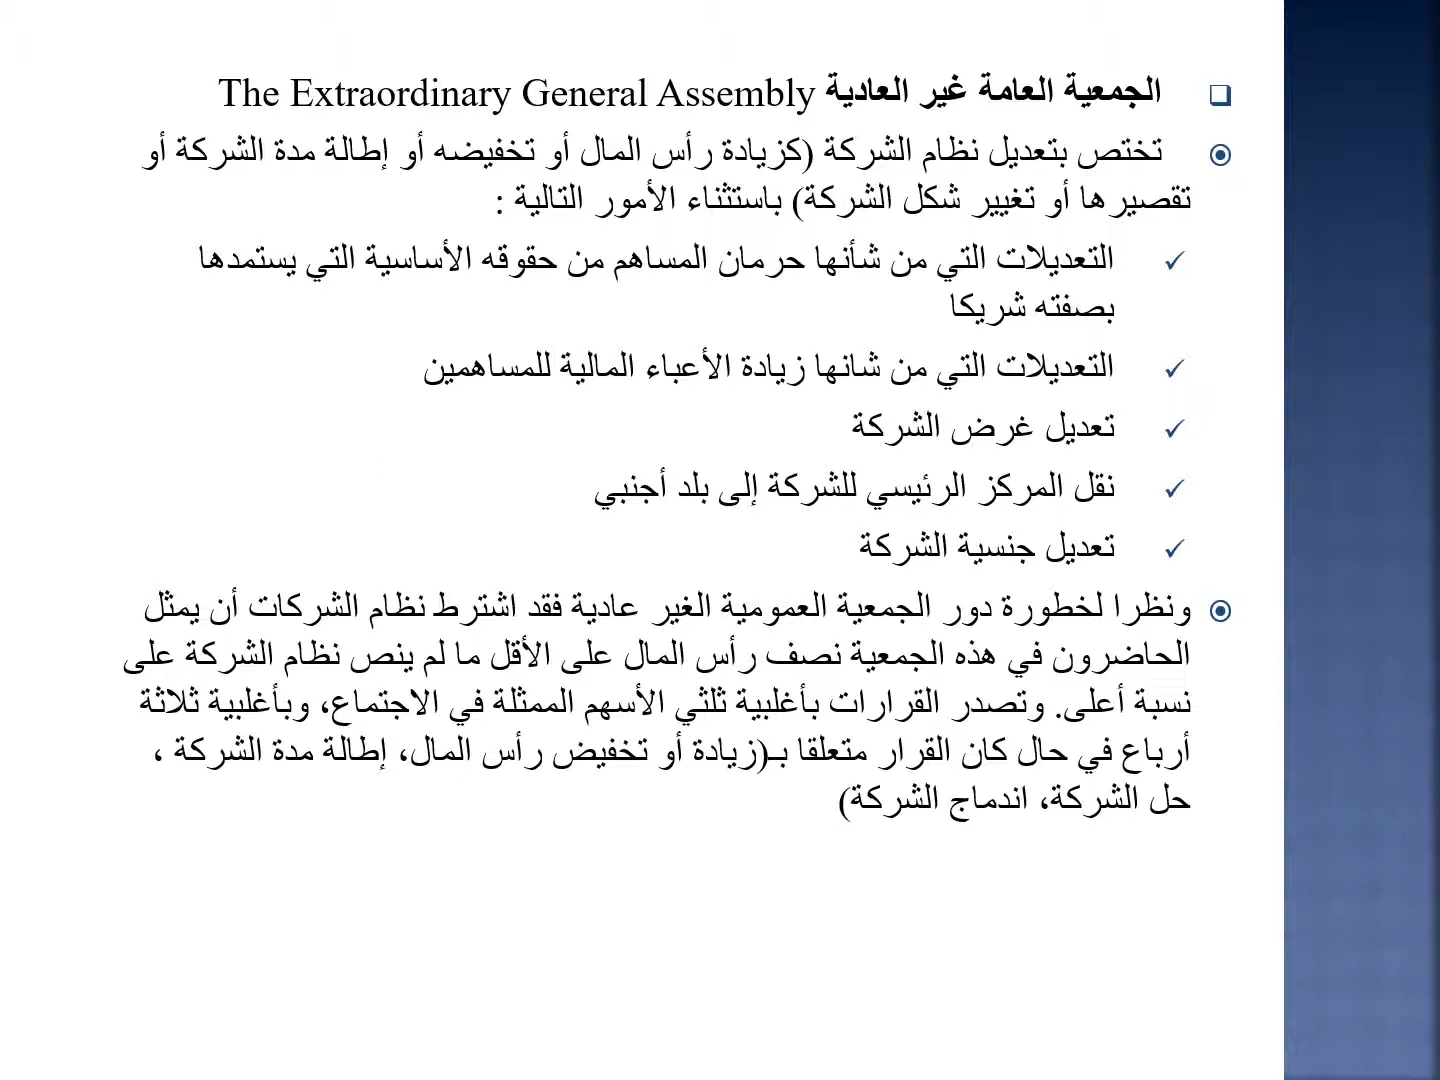 الجمعية العامة غير العادية The Extraordinary General Assembly
تختص بتعديل نظام الشركة (كزيادة رأس المال أو تخفيضه أو إطالة مدة الشركة أو
تقصيرها أو تغيير شكل الشركة) باستثناء الأمور التالية :
التعديلات التي من شأنها حرمان المساهم من حقوقه الأساسية التي يستمدها
بصفته شريكا
التعديلات التي من شانها زيادة الأعباء المالية للمساهمين
تعديل غرض الشركة
نقل المركز الرئيسي للشركة إلى بلد أجنبي
تعديل جنسية الشركة
ونظرا لخطورة دور الجمعية العمومية الغير عادية فقد اشترط نظام الشركات أن يمثل
الحاضرون في هذه الجمعية نصف رأس المال على الأقل ما لم ينص نظام الشركة على
نسبة أعلى. وتصدر القرارات بأغلبية ثلثي الأسهم الممثلة في الاجتماع، وبأغلبية ثلاثة
أرباع في حال كان القرار متعلقا بـ(زيادة أو تخفيض رأس المال، إطالة مدة الشركة ،
حل الشركة، اندماج الشركة)